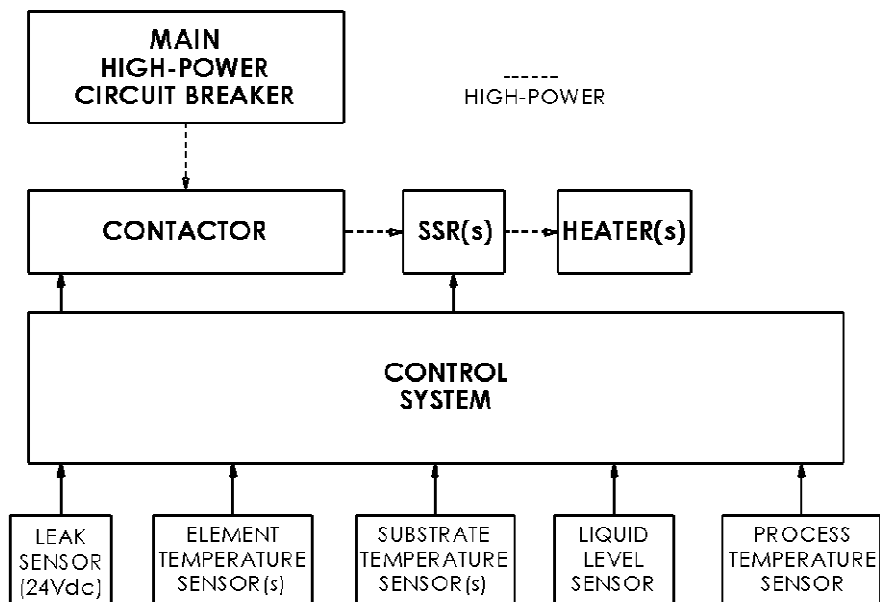 MAIN
HIGH-POWER
CIRCUIT BREAKER
HIGH-POWER
CONTACTOR
SSR(s)
HEATER(s)
CONTROL
SYSTEM
LEAK
SENSOR
(24Vdc)
ELEMENT
TEMPERATURE
SENSOR(s)
SUBSTRATE
TEMPERATURE
SENSOR(s)
LIQUID
LEVEL
SENSOR
PROCESS
TEMPERATURE
SENSOR